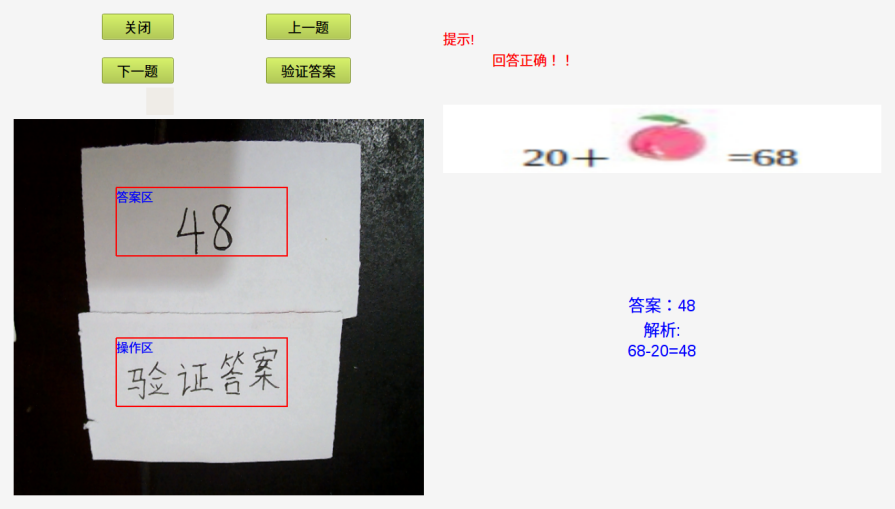 关闭
上一题
下一题
验证答案
答案区
48
操作区
验证答案
提示!
回答正确！！
20+ =68
答案：48
解析:
68-20=48